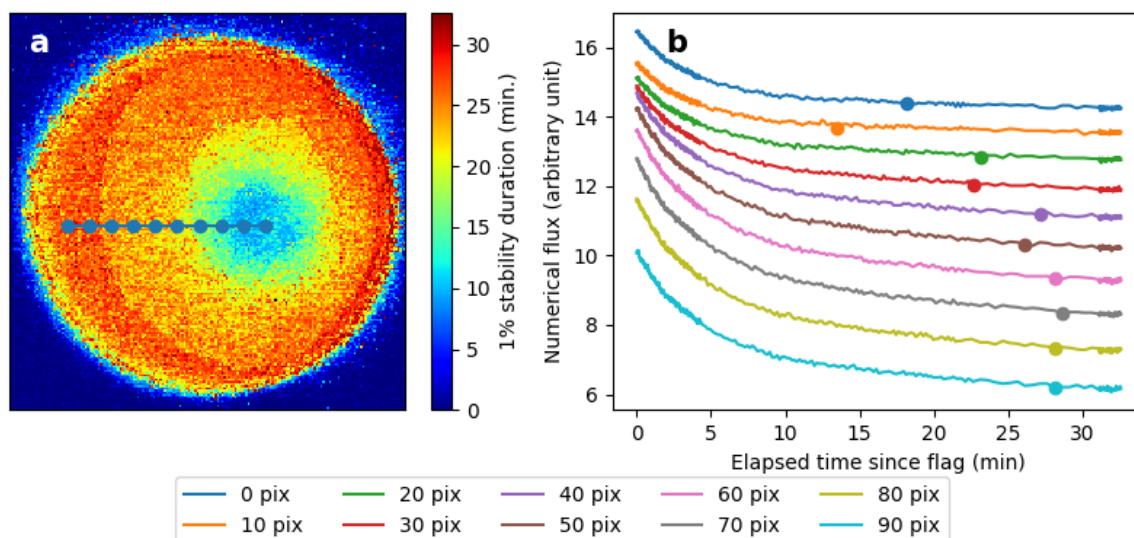 a
30
25
20
15
10
5
0
1% stability duration (min.)
b
16
14
12
10
8
6
Numerical flux (arbitrary unit)
0 5 10 15 20 25 30
Elapsed time since flag (min)
0 pix 20 pix 40 pix 60 pix 80 pix
10 pix 30 pix 50 pix 70 pix 90 pix